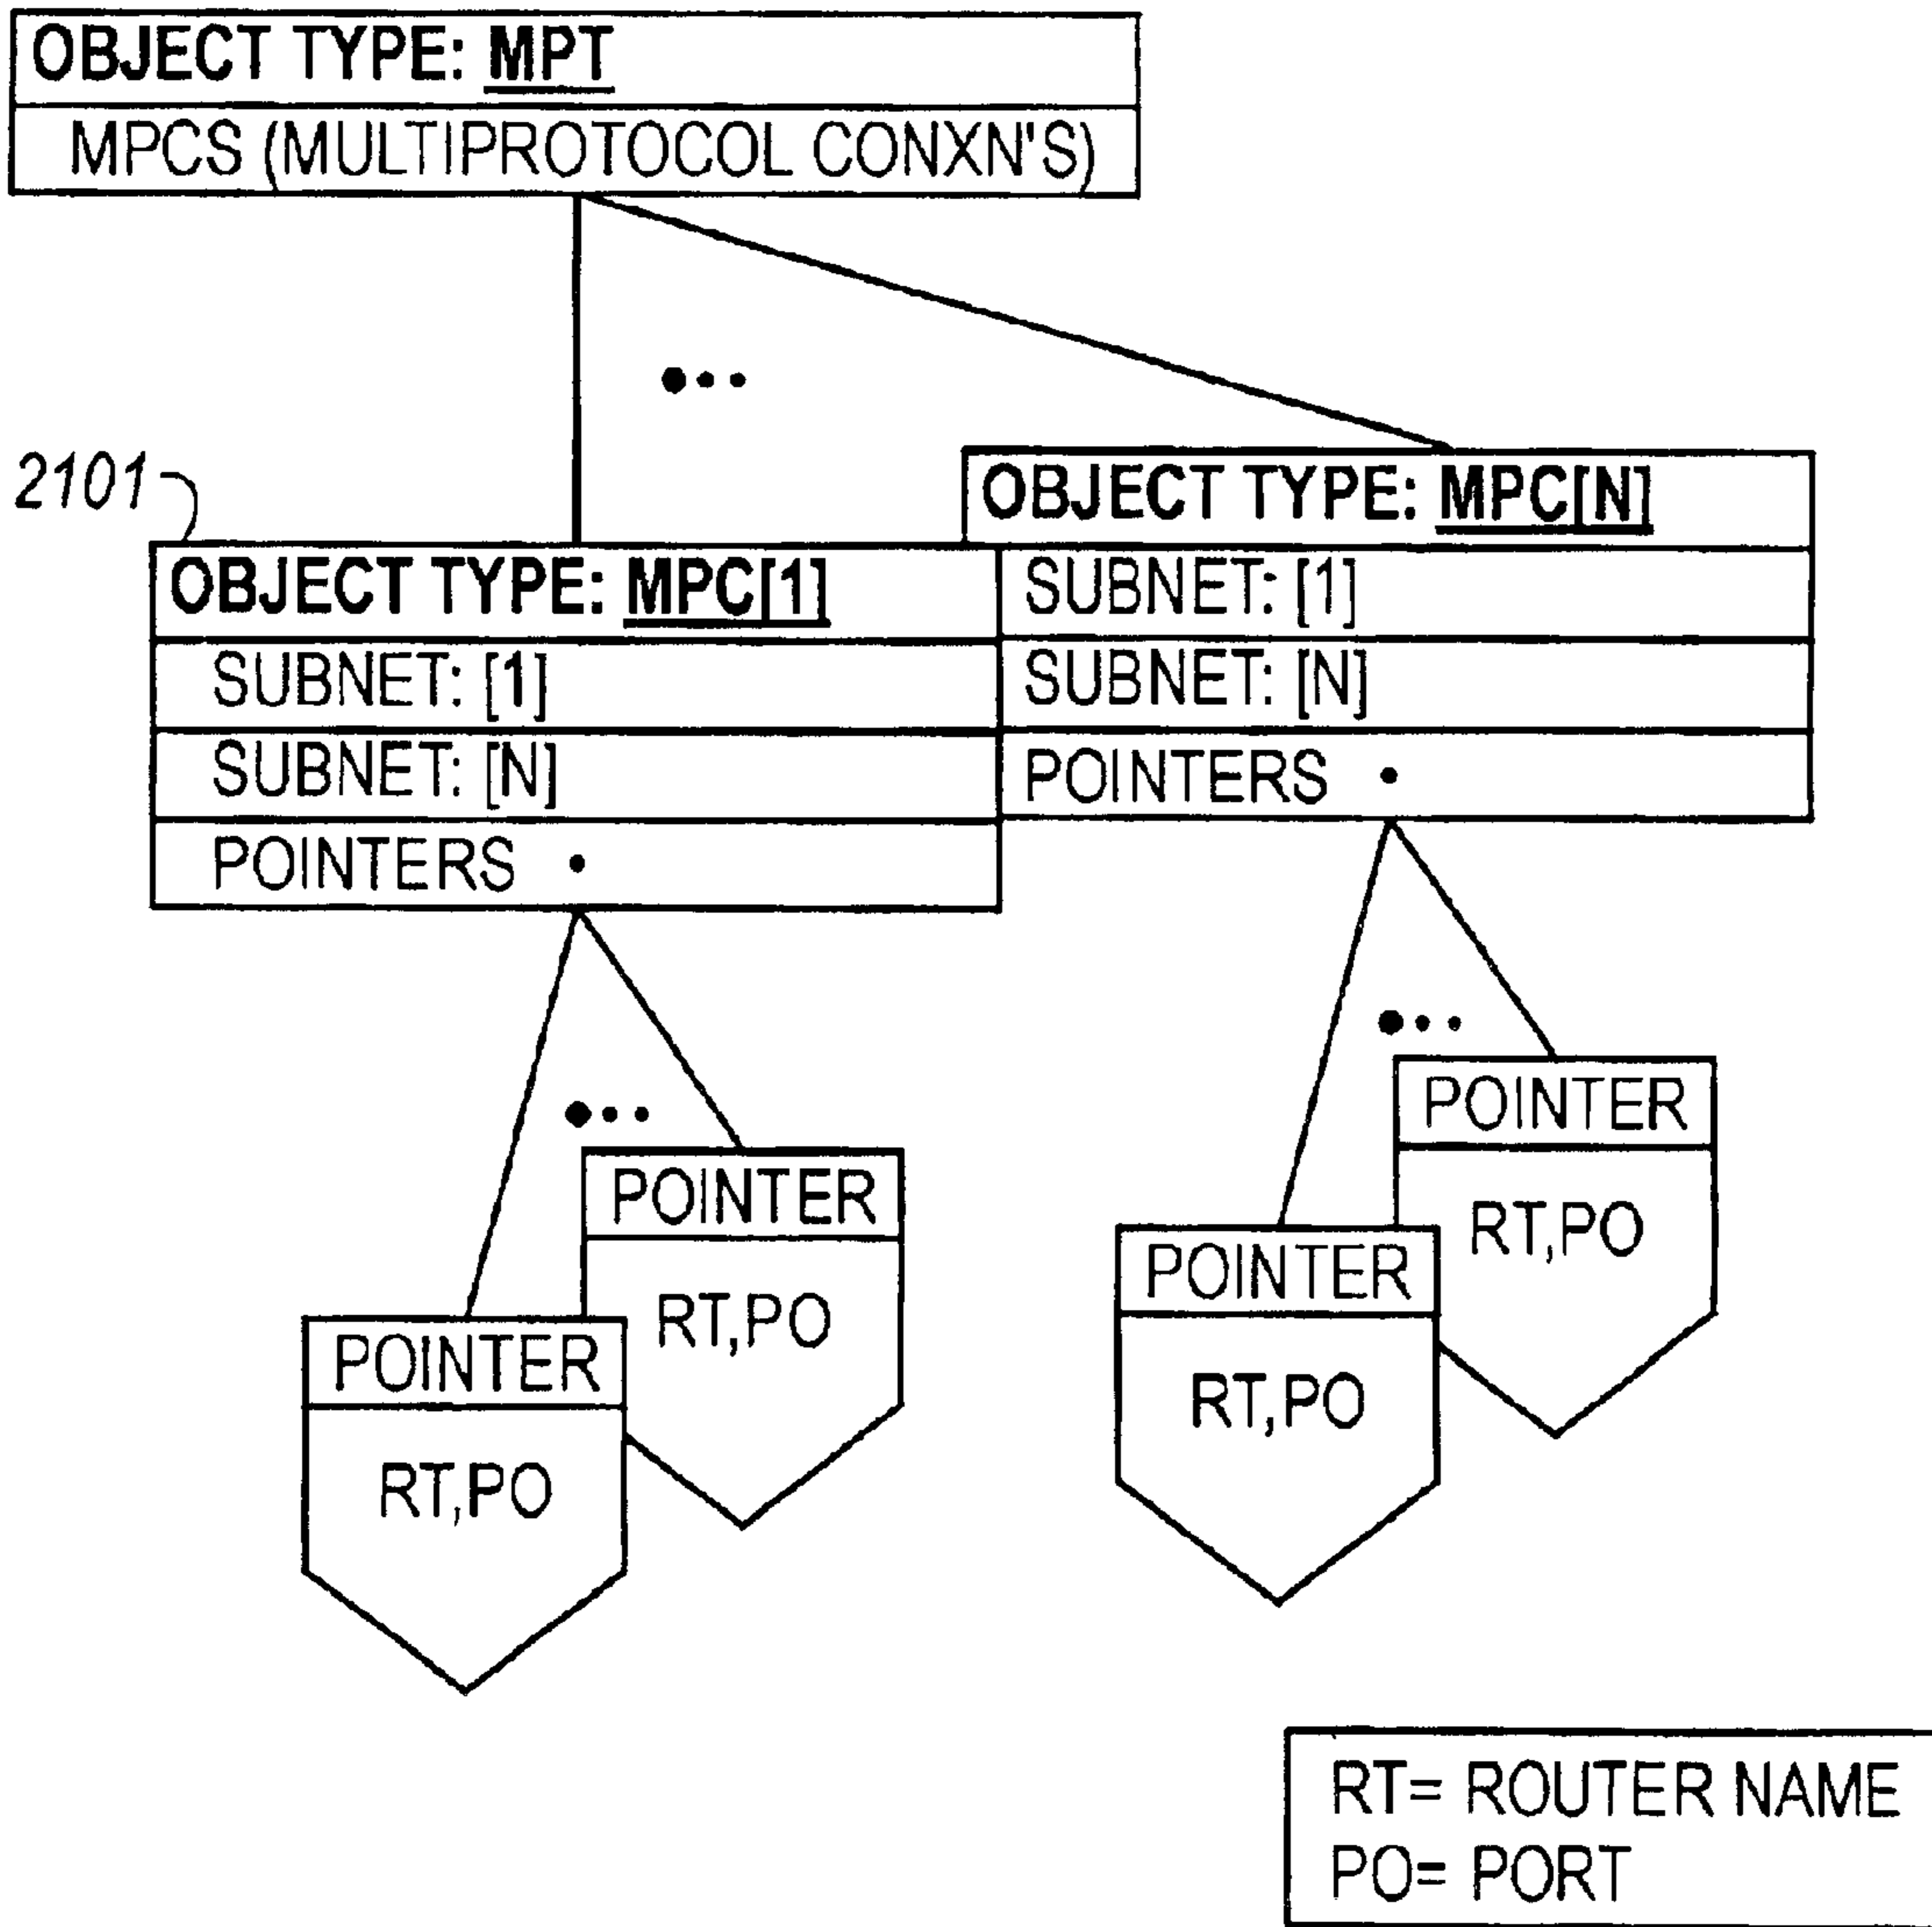 OBJECT TYPE: MPT
MPCS (MULTIPROTOCOL CONXN'S)
2101
OBJECT TYPE: MPC[1]
SUBNET: [1]
SUBNET: [N]
POINTERS •
OBJECT TYPE: MPC[N]
SUBNET: [1]
SUBNET: [N]
POINTERS •
POINTER
RT,PO
POINTER
RT,PO
POINTER
RT,PO
POINTER
RT,PO
RT= ROUTER NAME
PO= PORT